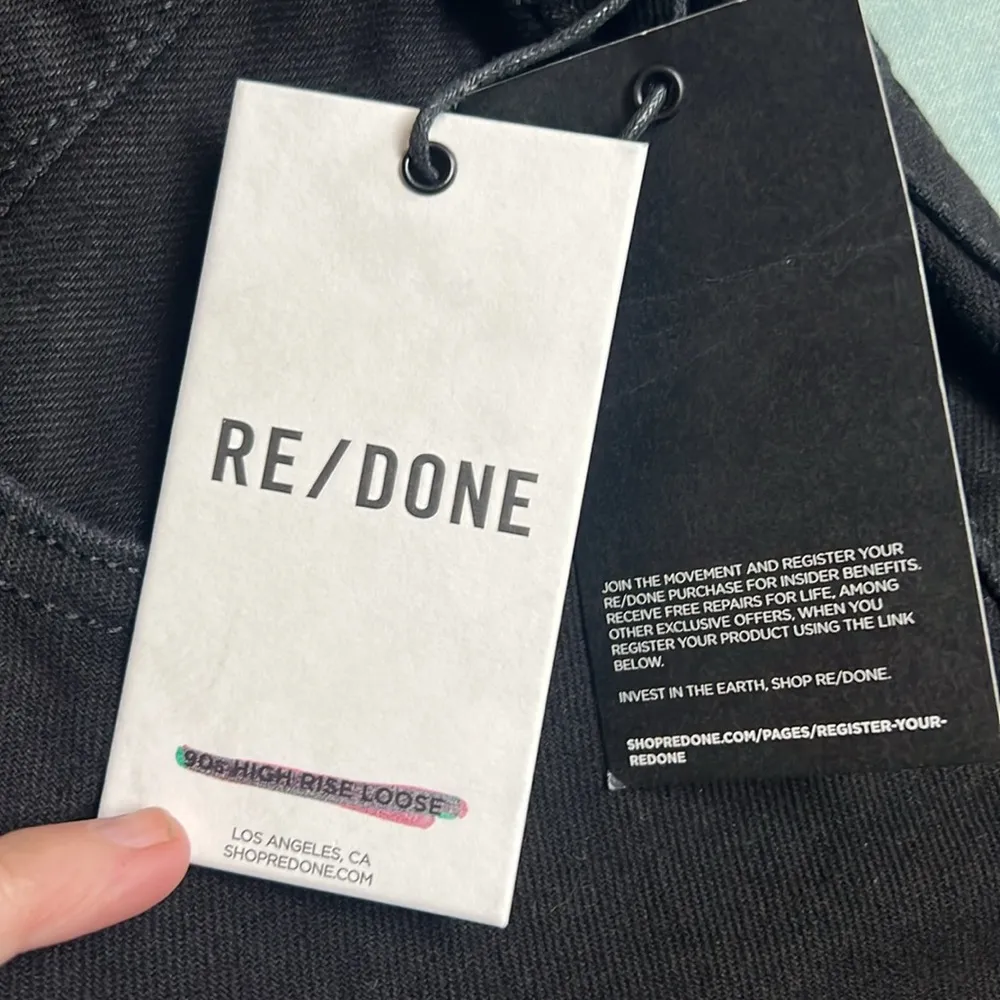 RE/DONE
90s HIGH RISE LOOSE
LOS ANGELES, CA
SHOPREDONE.COM
JOIN THE MOVEMENT AND REGISTER YOUR
RE/DONE PURCHASE FOR INSIDER BENEFITS.
RECEIVE FREE REPAIRS FOR LIFE, AMONG
OTHER EXCLUSIVE OFFERS, WHEN YOU
REGISTER YOUR PRODUCT USING THE LINK
BELOW.
INVEST IN THE EARTH, SHOP RE/DONE.
SHOPREDONE.COM/PAGES/REGISTER-YOUR-
REDONE